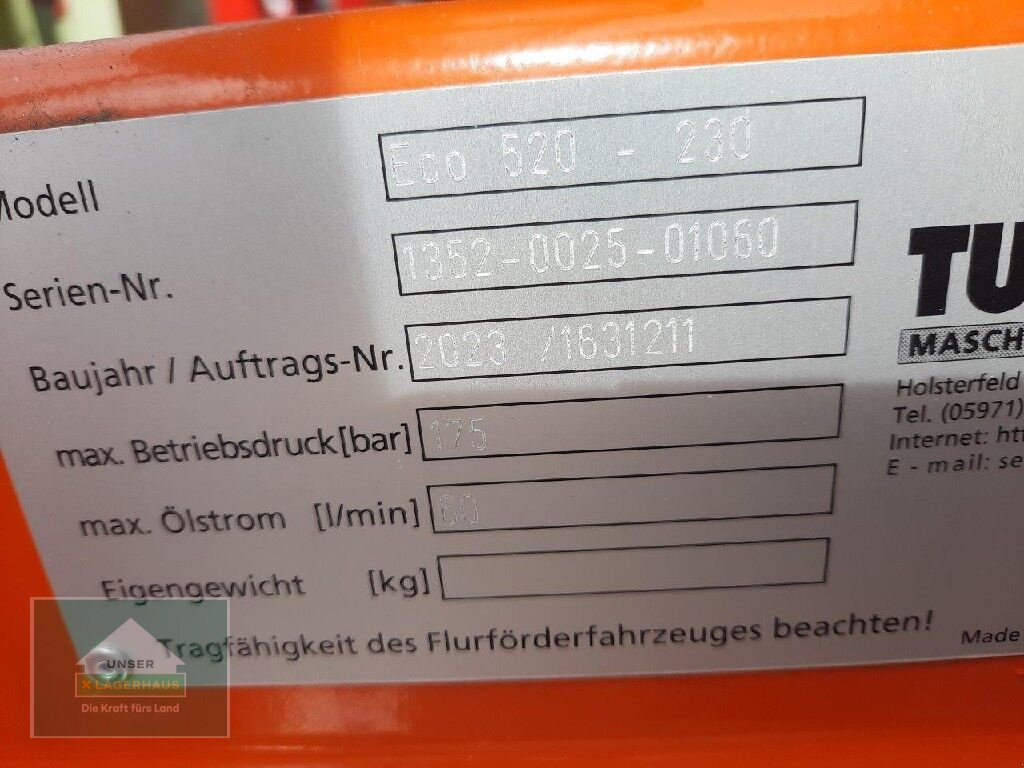 Modell Eco 520 - 230
Serien-Nr. 1352-0025-01060
Baujahr / Auftrags-Nr. 2023 /1631211
max. Betriebsdruck [bar] 175
max. Ölstrom [l/min] 60
Eigengewicht [kg]
Tragfähigkeit des Flurförderfahrzeuges beachten!
TU
MASCH
Holsterfeld
Tel. (05971)
Internet: htt
E - mail: se
Made
UNSER
LAGERHAUS
Die Kraft fürs Land